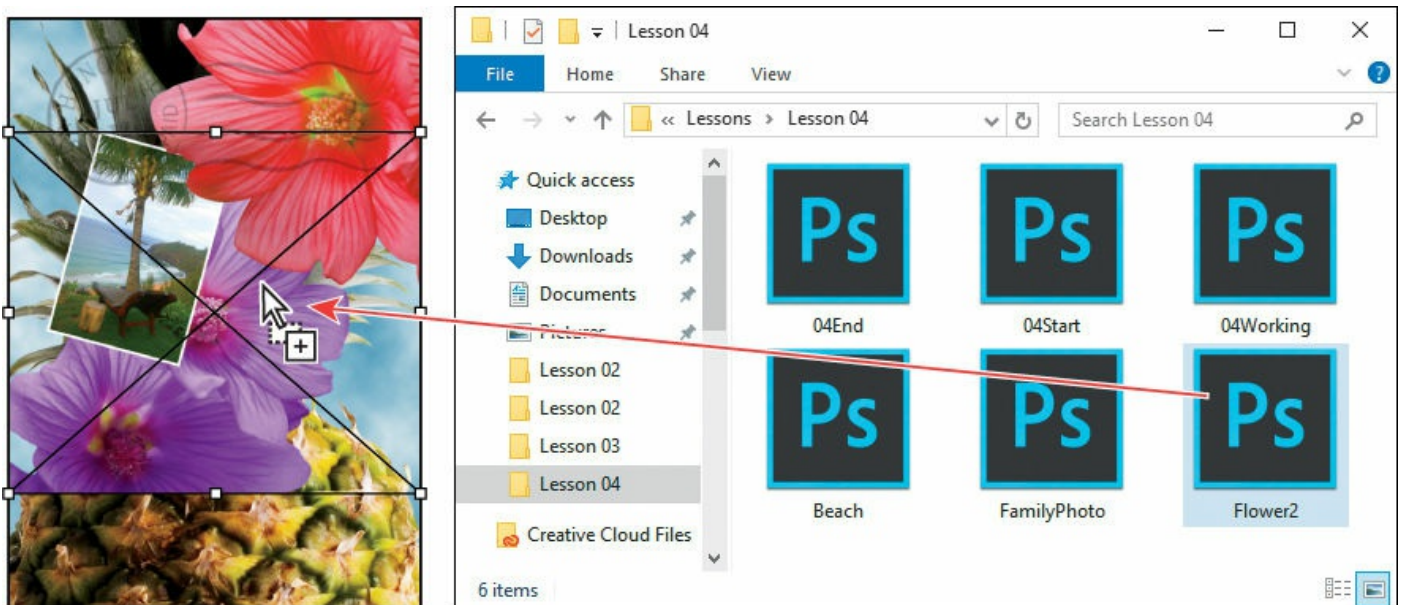 Lesson 04
File Home Share View
« Lessons > Lesson 04
Search Lesson 04
Quick access
Desktop
Downloads
Documents
Pictures
Lesson 02
Lesson 02
Lesson 03
Lesson 04
Creative Cloud Files
Ps Ps Ps
04End 04Start 04Working
Ps Ps Ps
Beach FamilyPhoto Flower2
6 items